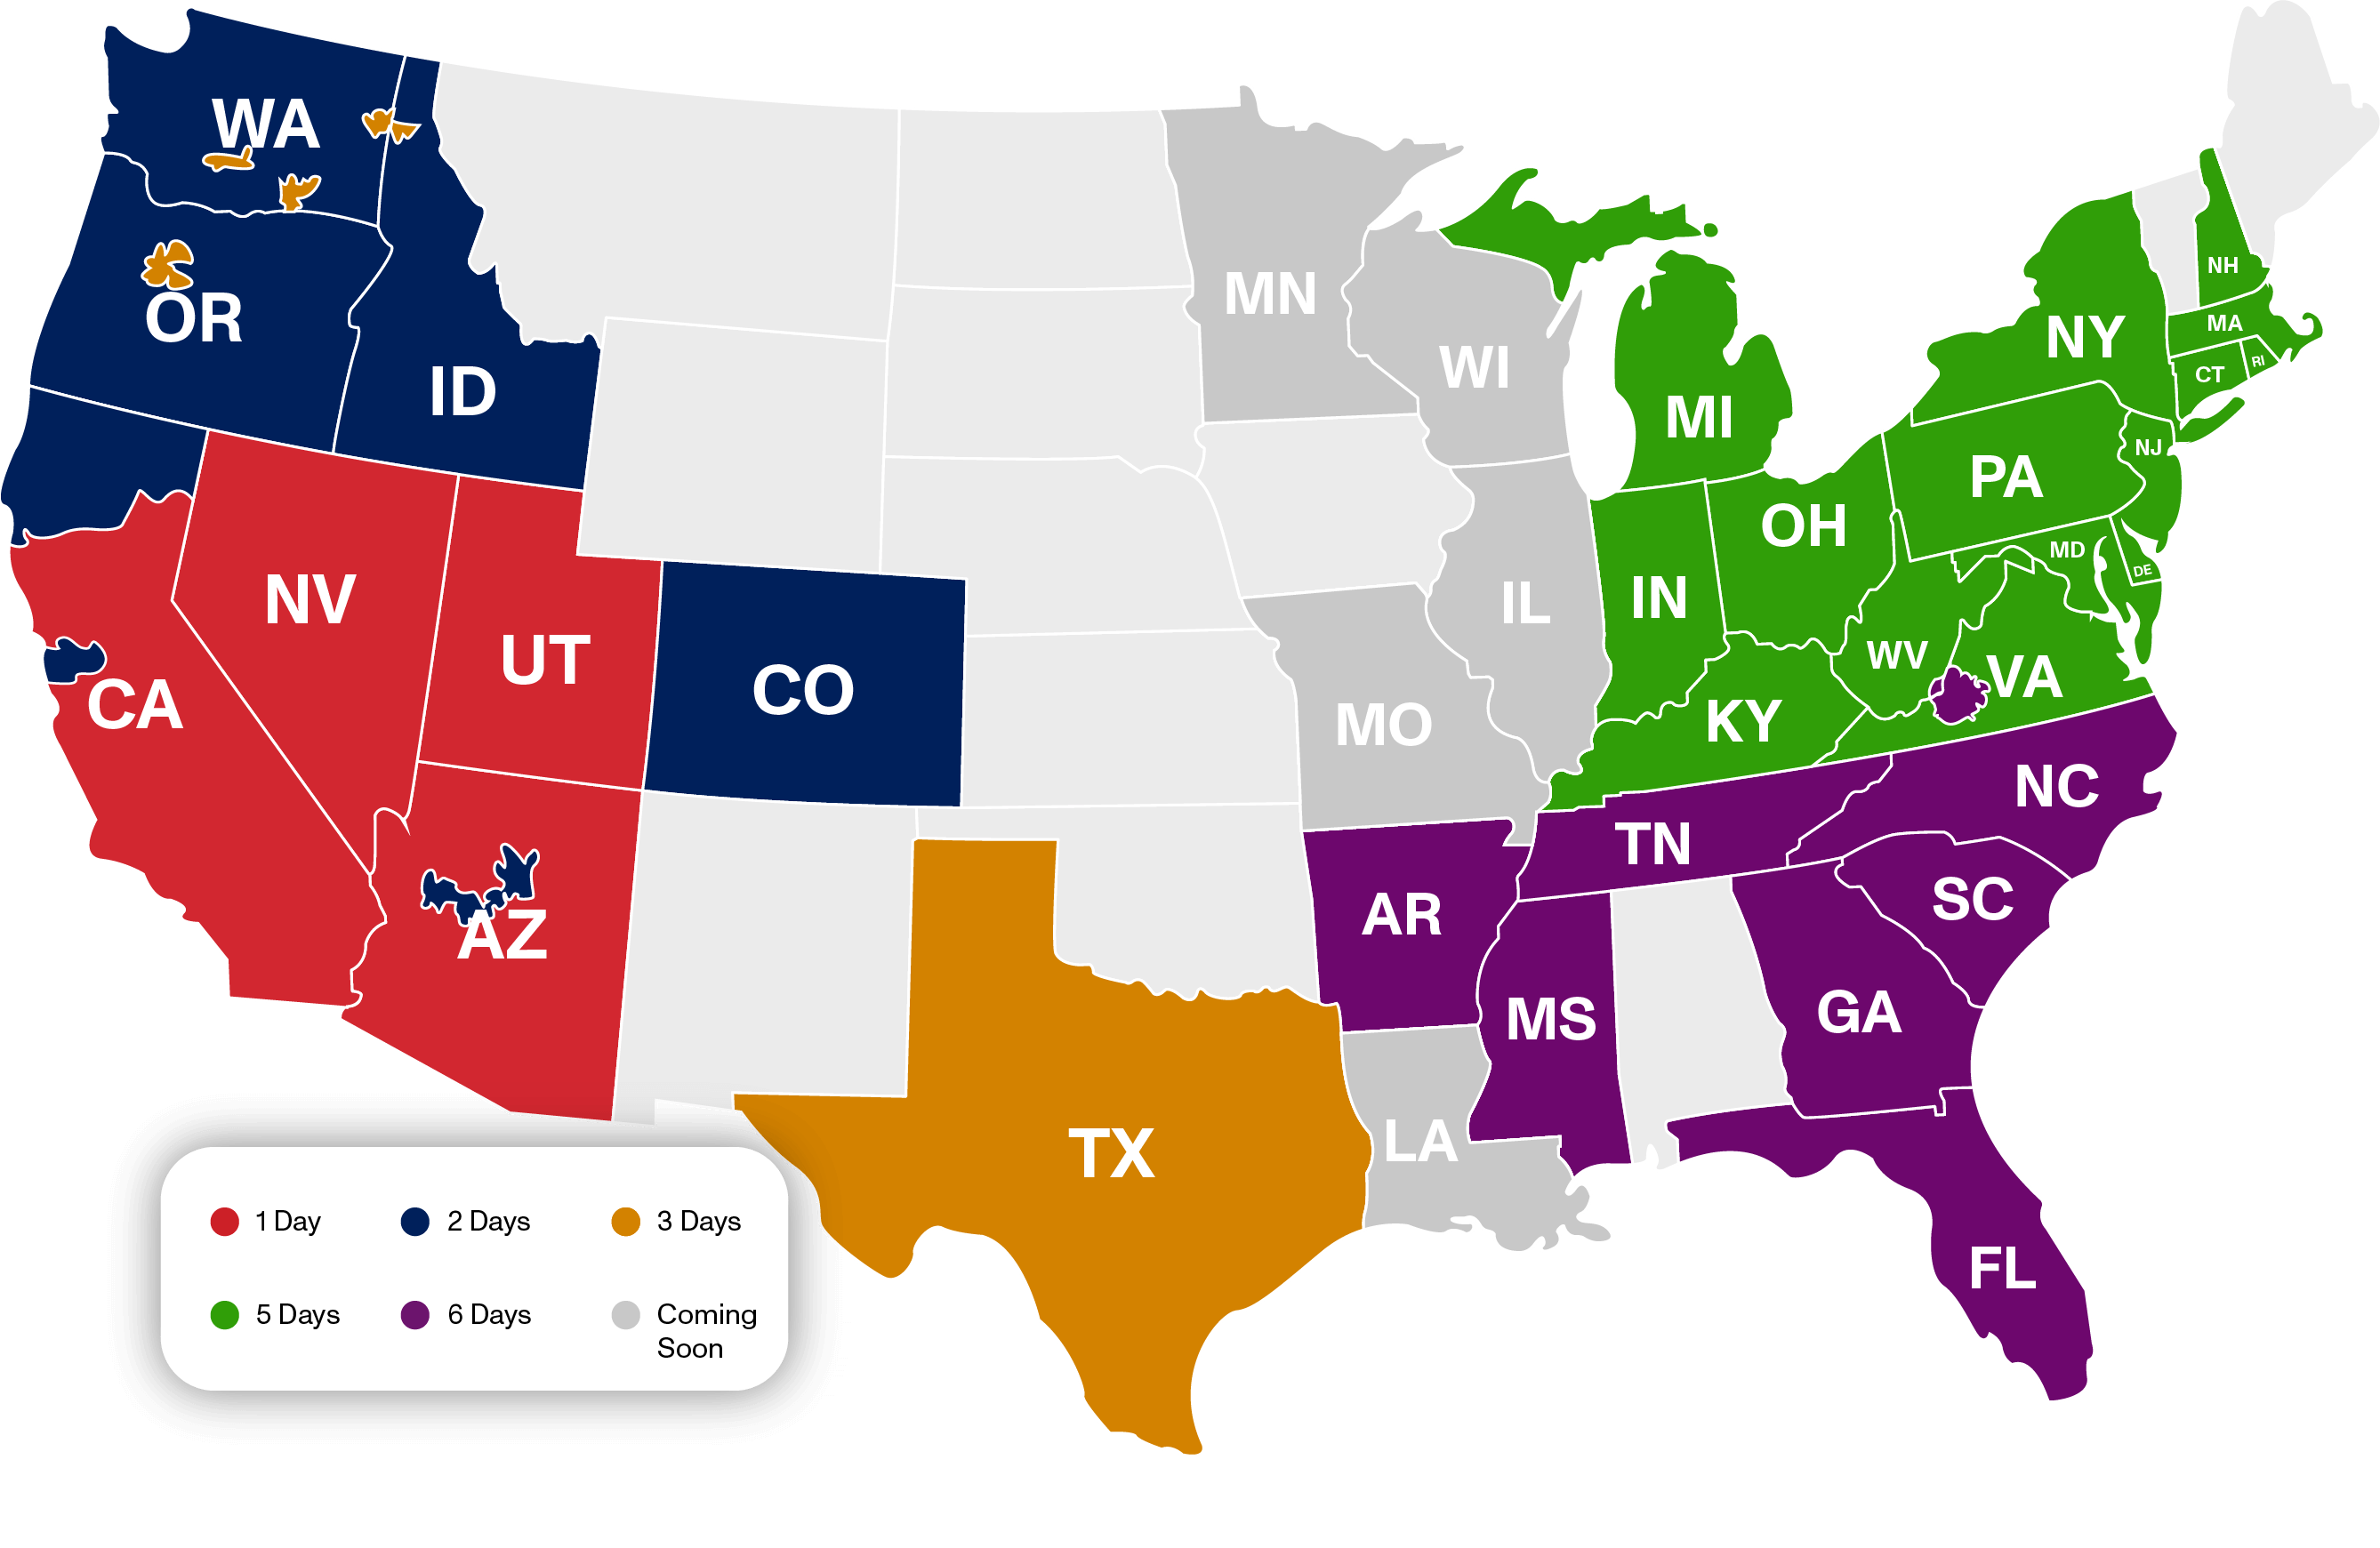 WA
OR
ID
MN
WI
MI
NY
NH
MA
CT
RI
PA
NJ
OH
MD
DE
IN
IL
WV
VA
KY
NV
UT
CO
CA
MO
NC
TN
SC
AR
AZ
MS
GA
LA
TX
FL
1 Day
2 Days
3 Days
5 Days
6 Days
Coming
Soon